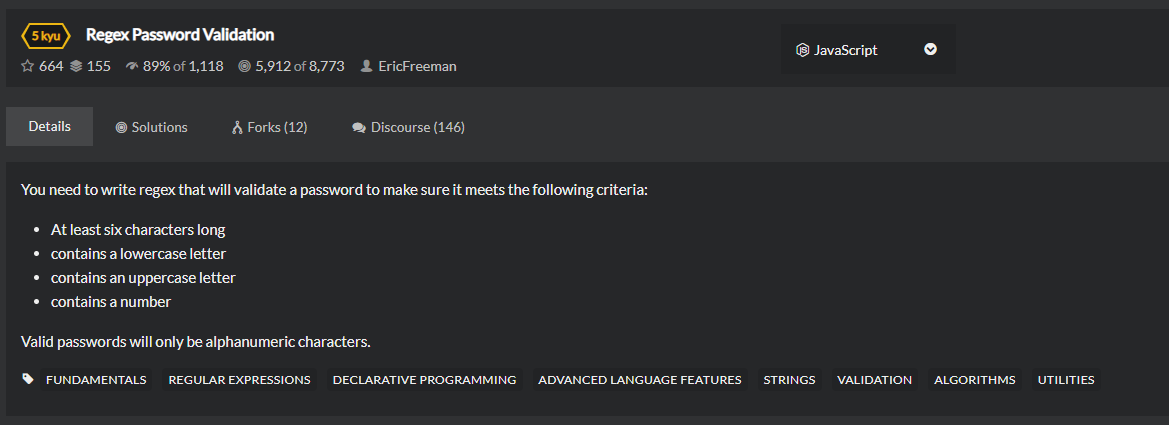 5 kyu Regex Password Validation
664 155 89% of 1,118 5,912 of 8,773 EricFreeman
JavaScript
Details Solutions Forks (12) Discourse (146)
You need to write regex that will validate a password to make sure it meets the following criteria:
• At least six characters long
• contains a lowercase letter
• contains an uppercase letter
• contains a number
Valid passwords will only be alphanumeric characters.
FUNDAMENTALS REGULAR EXPRESSIONS DECLARATIVE PROGRAMMING ADVANCED LANGUAGE FEATURES STRINGS VALIDATION ALGORITHMS UTILITIES